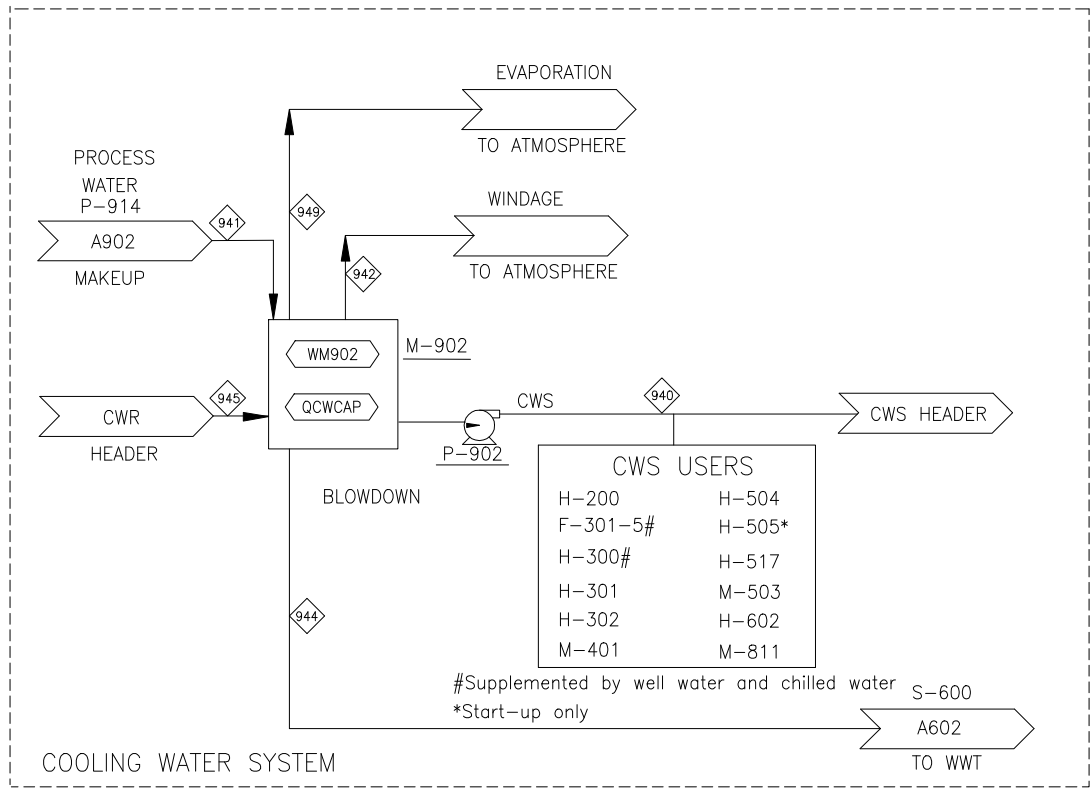 EVAPORATION
TO ATMOSPHERE
PROCESS
WATER
P-914
A902
MAKEUP
941
949
WINDAGE
TO ATMOSPHERE
942
WM902
M-902
QCWCAP
CWR
HEADER
945
CWS
940
CWS HEADER
P-902
BLOWDOWN
CWS USERS
H-200
F-301-5#
H-300#
H-301
H-302
M-401
H-504
H-505*
H-517
M-503
H-602
M-811
944
#Supplemented by well water and chilled water
*Start-up only
S-600
A602
TO WWT
COOLING WATER SYSTEM